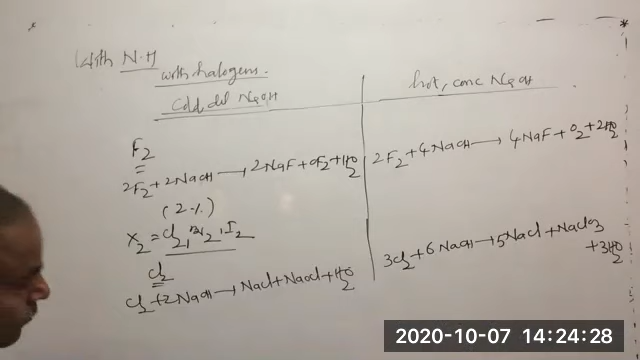 With N.H
with halogens.
Cold, dil NaOH
hot, conc NaOH
F₂
2F₂ + 2NaOH → 2NaF + OF₂ + H₂O
2F₂ + 4NaOH → 4NaF + O₂ + 2H₂O
(2%)
X₂ = Cl₂, Br₂, I₂
Cl₂
Cl₂ + 2NaOH → NaCl + NaOCl + H₂O
3Cl₂ + 6NaOH → 5NaCl + NaClO₃
+ 3H₂O
2020-10-07 14:24:28